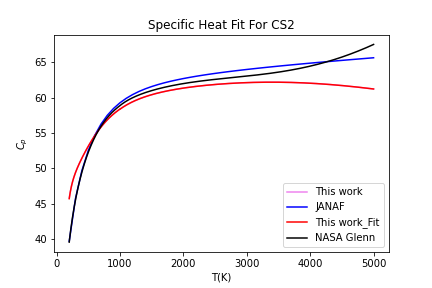 Specific Heat Fit For CS2
65
60
55
50
45
40
Cₚ
0
1000
2000
3000
4000
5000
T(K)
This work
JANAF
This work_Fit
NASA Glenn